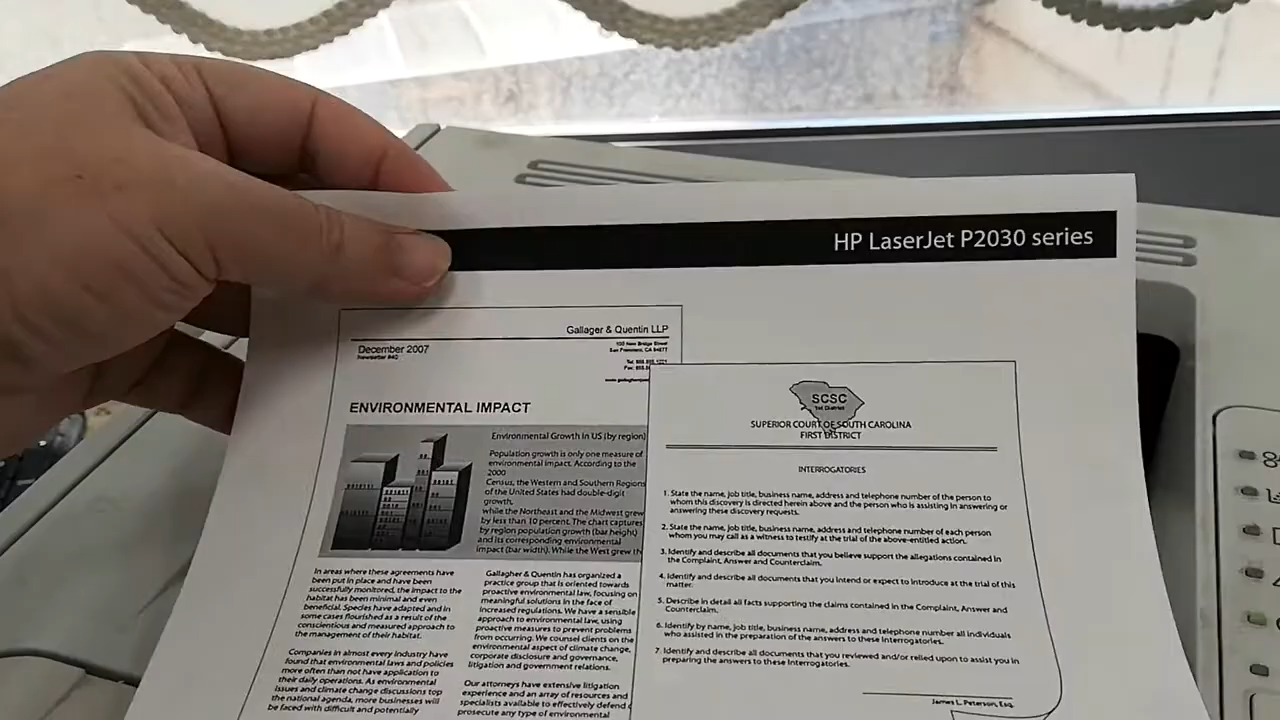 HP LaserJet P2030 series
Gallager & Quentin LLP
December 2007
Newsletter #40
100 New Bridge Street
San Francisco, CA 94677
Tel: 555.555.1221
Fax: 555.5
ENVIRONMENTAL IMPACT
Environmental Growth in US (by region)
Population growth is only one measure of
environmental impact. According to the
2000
Census, the Western and Southern Regions
of the United States had double-digit
growth,
while the Northeast and the Midwest grew
by less than 10 percent. The chart captures
by region population growth (bar height)
and its corresponding environmental
impact (bar width). While the West grew th
In areas where these agreements have
been put in place and have been
successfully monitored, the impact to the
habitat has been minimal and even
beneficial. Species have adapted and in
some cases flourished as a result of the
conscientious and measured approach to
the management of their habitat.
Companies in almost every industry have
found that environmental laws and policies
more often than not have application to
their daily operations. As environmental
issues and climate change discussions top
the national agenda, more businesses will
be faced with difficult and potentially
Gallagher & Quentin has organized a
practice group that is oriented towards
proactive environmental law, focusing on
meaningful solutions in the face of
increased regulations. We have a sensible
approach to environmental law, using
proactive measures to prevent problems
from occurring. We counsel clients on the
environmental aspect of climate change,
corporate disclosure and governance,
litigation and government relations.
Our attorneys have extensive litigation
experience and an array of resources and
specialists available to effectively defend
prosecute any type of environmental
SCSC
1st District
SUPERIOR COURT OF SOUTH CAROLINA
FIRST DISTRICT
INTERROGATORIES
1. State the name, job title, business name, address and telephone number of the person to
whom this discovery is directed herein above and the person who is assisting in answering or
answering these discovery requests.
2. State the name, job title, business name, address and telephone number of each person
whom you may call as a witness to testify at the trial of the above-entitled action.
3. Identify and describe all documents that you believe support the allegations contained in
the Complaint, Answer and Counterclaim.
4. Identify and describe all documents that you intend or expect to introduce at the trial of this
matter.
5. Describe in detail all facts supporting the claims contained in the Complaint, Answer and
Counterclaim.
6. Identify by name, job title, business name, address and telephone number all individuals
who assisted in the preparation of the answers to these Interrogatories.
7. Identify and describe all documents that you reviewed and/or relied upon to assist you in
preparing the answers to these Interrogatories.
James L. Peterson, Esq.